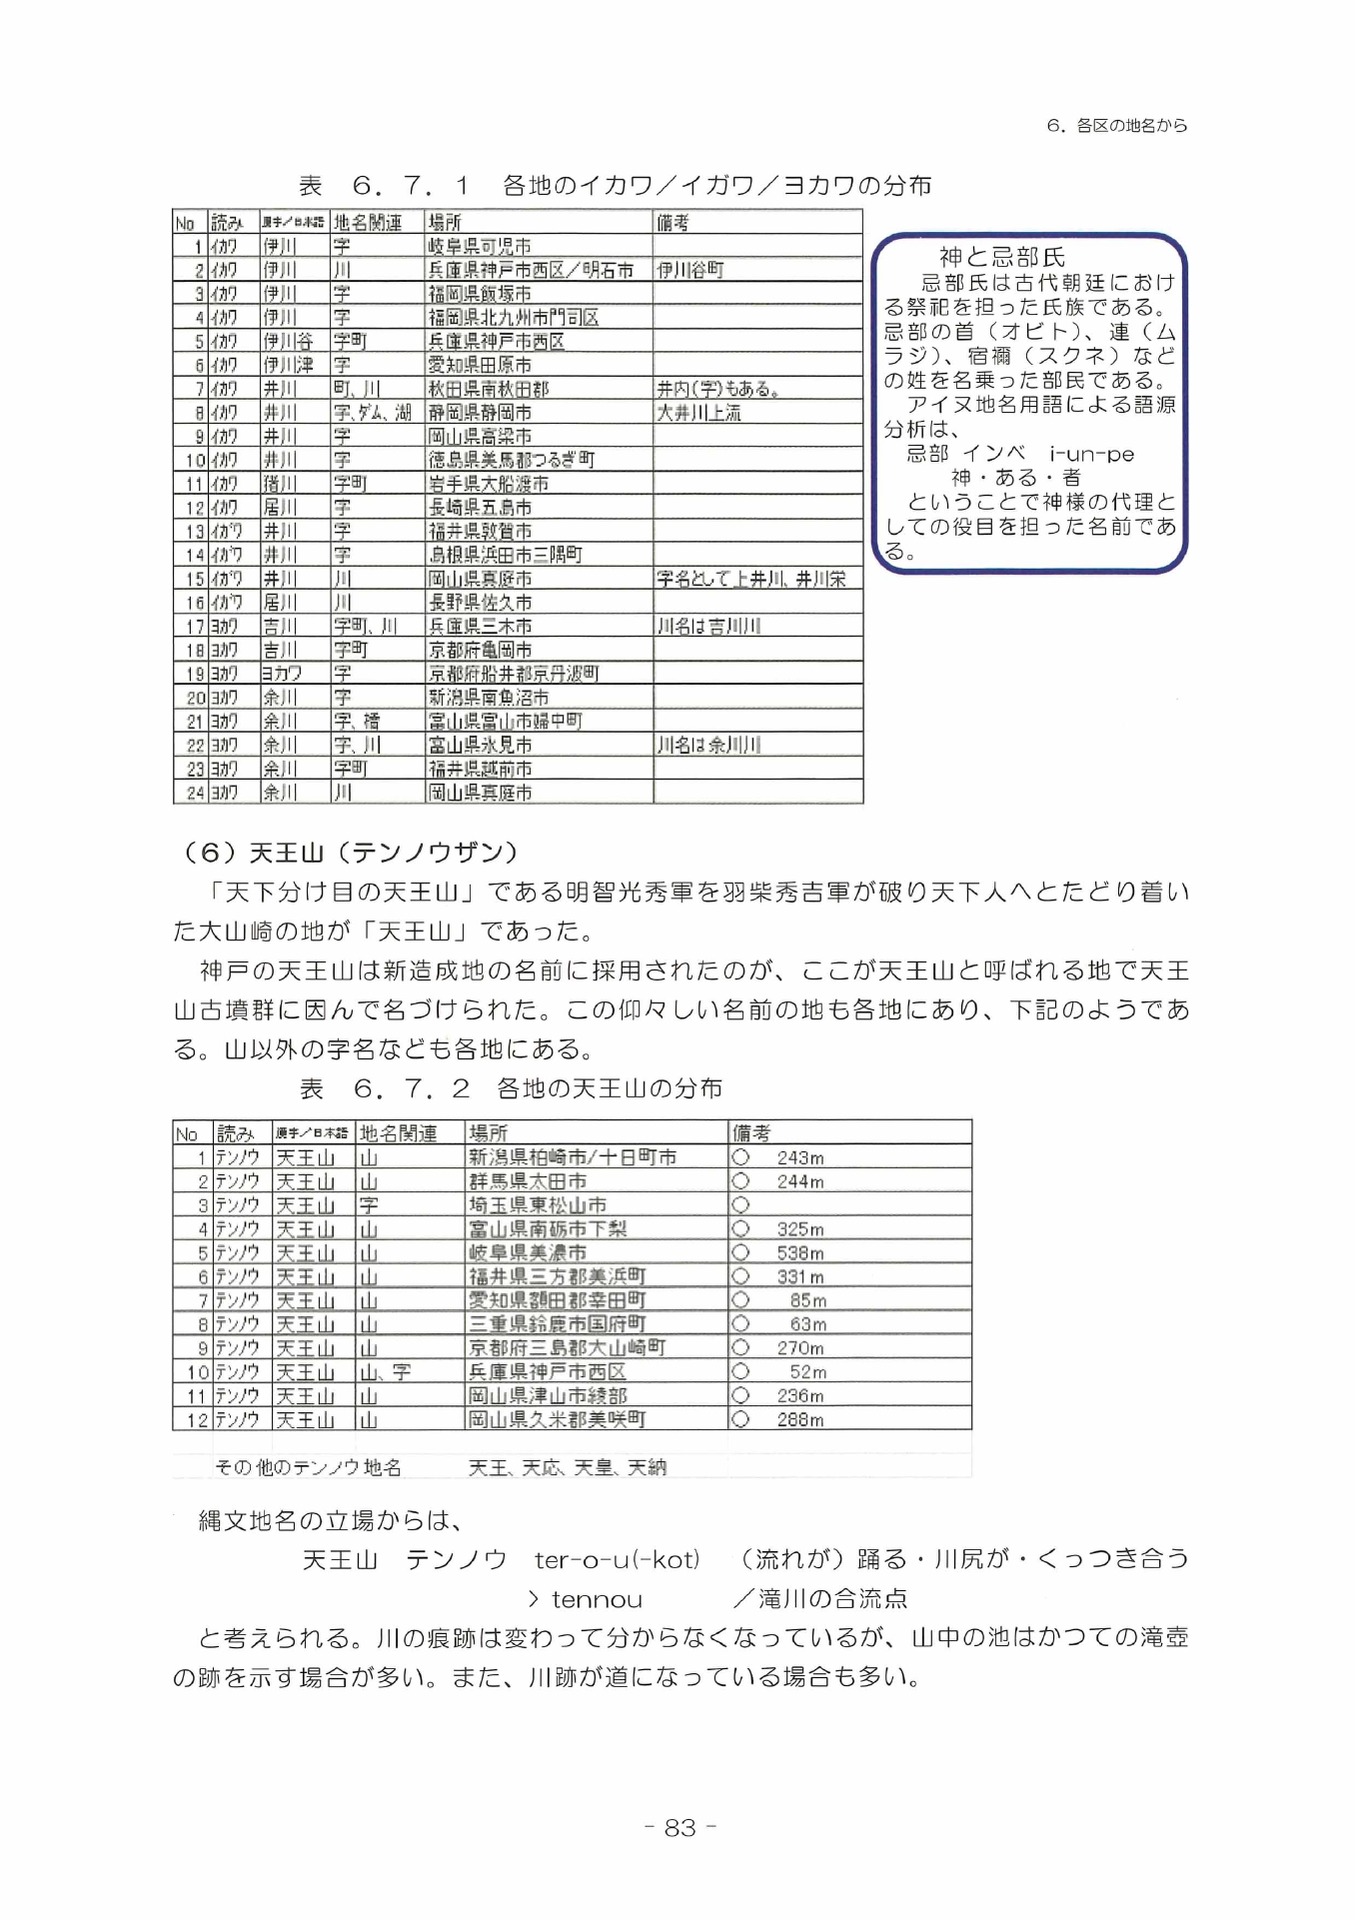 6．各区の地名から
表　６．７．１　各地のイカワ／イガワ／ヨカワの分布
No 読み 漢字／日本語 地名関連 場所 備考
1 イカワ 伊川 字 岐阜県可児市
2 イカワ 伊川 川 兵庫県神戸市西区／明石市 伊川谷町
3 イカワ 伊川 字 福岡県飯塚市
4 イカワ 伊川 字 福岡県北九州市門司区
5 イカワ 伊川谷 字町 兵庫県神戸市西区
6 イカワ 伊川津 字 愛知県田原市
7 イカワ 井川 町、川 秋田県南秋田郡 井内(字)もある。
8 イカワ 井川 字、ダム、湖 静岡県静岡市 大井川上流
9 イカワ 井川 字 岡山県高梁市
10 イカワ 井川 字 徳島県美馬郡つるぎ町
11 イカワ 猪川 字町 岩手県大船渡市
12 イカワ 居川 字 長崎県五島市
13 イガワ 井川 字 福井県敦賀市
14 イガワ 井川 字 島根県浜田市三隅町
15 イガワ 井川 川 岡山県真庭市 字名として上井川、井川栄
16 イガワ 居川 川 長野県佐久市
17 ヨカワ 吉川 字町、川 兵庫県三木市 川名は吉川川
18 ヨカワ 吉川 字町 京都府亀岡市
19 ヨカワ ヨカワ 字 京都府船井郡京丹波町
20 ヨカワ 余川 字 新潟県南魚沼市
21 ヨカワ 余川 字、橋 富山県富山市婦中町
22 ヨカワ 余川 字、川 富山県氷見市 川名は余川川
23 ヨカワ 余川 字町 福井県越前市
24 ヨカワ 余川 川 岡山県真庭市
神と忌部氏
忌部氏は古代朝廷におけ
る祭祀を担った氏族である。
忌部の首（オビト）、連（ム
ラジ）、宿禰（スクネ）など
の姓を名乗った部民である。
アイヌ地名用語による語源
分析は、
忌部 インベ i-un-pe
神・ある・者
ということで神様の代理と
しての役目を担った名前であ
る。
（６）天王山（テンノウザン）
「天下分け目の天王山」である明智光秀軍を羽柴秀吉軍が破り天下人へとたどり着い
た大山崎の地が「天王山」であった。
神戸の天王山は新造成地の名前に採用されたのが、ここが天王山と呼ばれる地で天王
山古墳群に因んで名づけられた。この仰々しい名前の地も各地にあり、下記のようであ
る。山以外の字名なども各地にある。
表　６．７．２　各地の天王山の分布
No 読み 漢字／日本語 地名関連 場所 備考
1 テンノウ 天王山 山 新潟県柏崎市/十日町市 ○ 243m
2 テンノウ 天王山 山 群馬県太田市 ○ 244m
3 テンノウ 天王山 字 埼玉県東松山市 ○
4 テンノウ 天王山 山 富山県南砺市下梨 ○ 325m
5 テンノウ 天王山 山 岐阜県美濃市 ○ 538m
6 テンノウ 天王山 山 福井県三方郡美浜町 ○ 331m
7 テンノウ 天王山 山 愛知県額田郡幸田町 ○ 85m
8 テンノウ 天王山 山 三重県鈴鹿市国府町 ○ 63m
9 テンノウ 天王山 山 京都府三島郡大山崎町 ○ 270m
10 テンノウ 天王山 山、字 兵庫県神戸市西区 ○ 52m
11 テンノウ 天王山 山 岡山県津山市綾部 ○ 236m
12 テンノウ 天王山 山 岡山県久米郡美咲町 ○ 288m
その他のテンノウ地名 天王、天応、天皇、天納
縄文地名の立場からは、
天王山　テンノウ　ter-o-u(-kot)　（流れが）踊る・川尻が・くっつき合う
> tennou　／滝川の合流点
と考えられる。川の痕跡は変わって分からなくなっているが、山中の池はかつての滝壺
の跡を示す場合が多い。また、川跡が道になっている場合も多い。
- 83 -